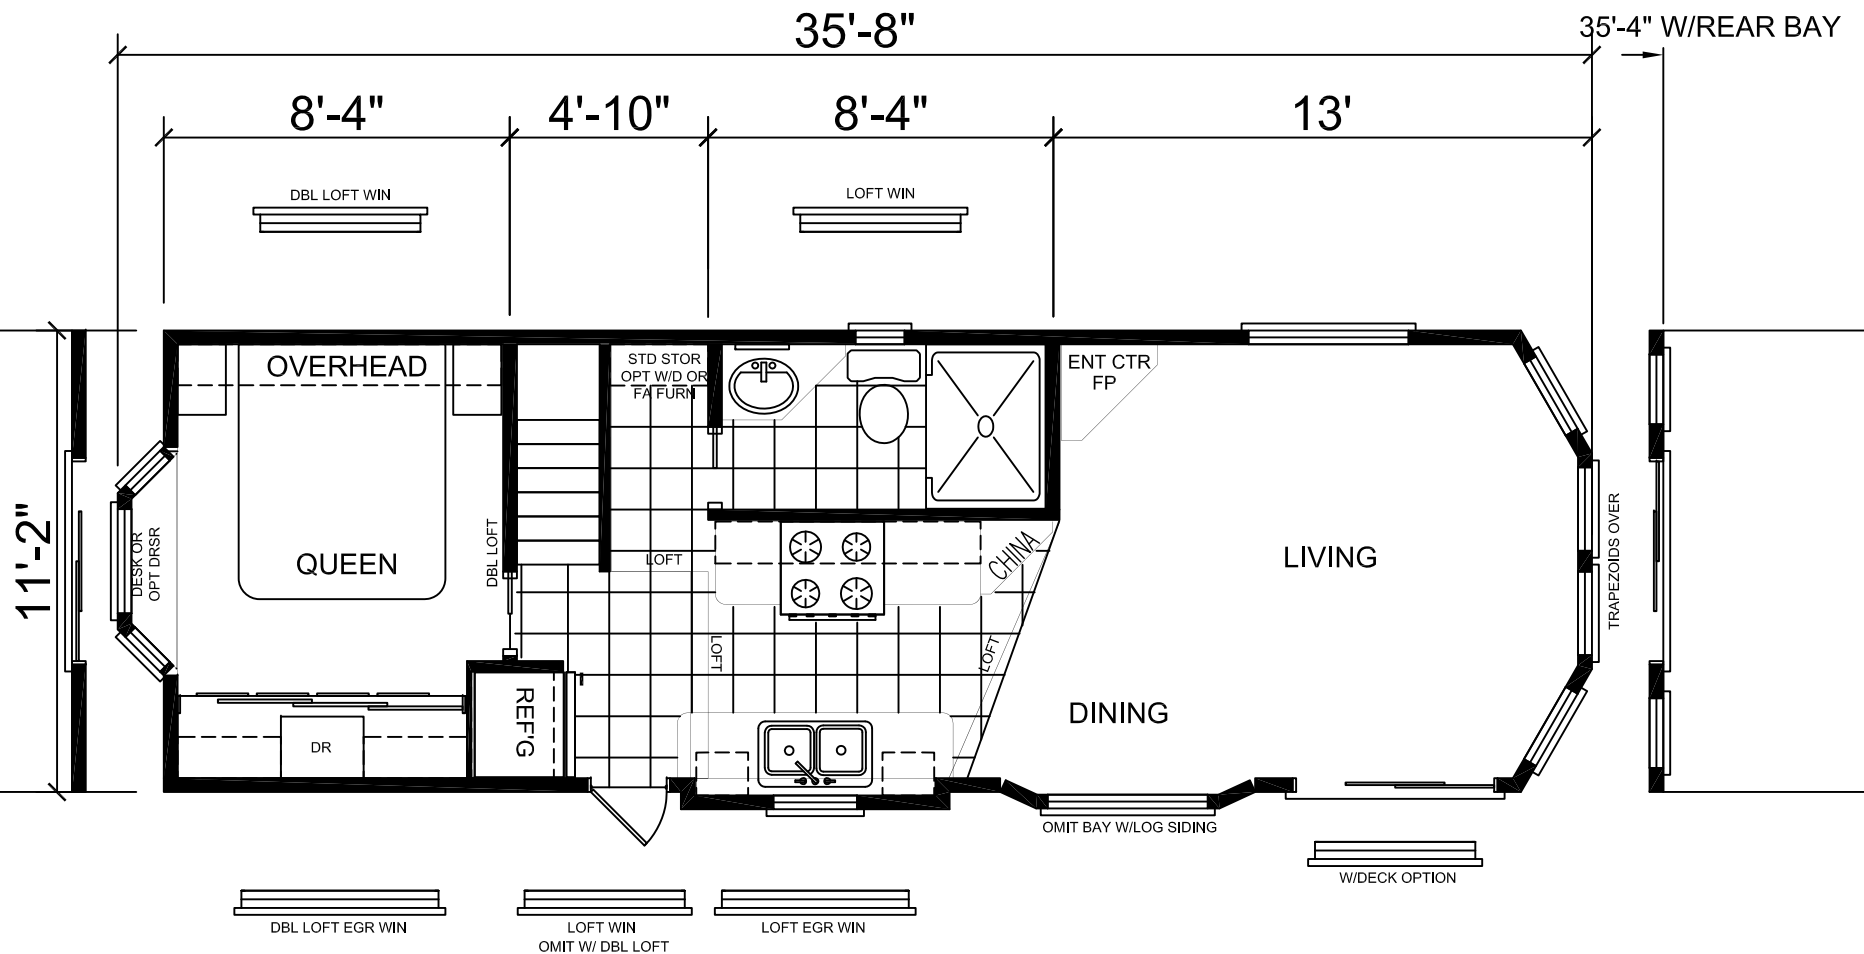 35'-8"
35'-4" W/REAR BAY
8'-4"
4'-10"
8'-4"
13'
DBL LOFT WIN
LOFT WIN
11'-2"
OVERHEAD
STD STOR
OPT W/D OR
FA FURN
ENT CTR
FP
QUEEN
DESK OR
OPT DRSR
DBL LOFT
LOFT
CHINA
LIVING
TRAPEZOIDS OVER
LOFT
LOFT
REF'G
DINING
DR
OMIT BAY W/LOG SIDING
W/DECK OPTION
DBL LOFT EGR WIN
LOFT WIN
OMIT W/ DBL LOFT
LOFT EGR WIN